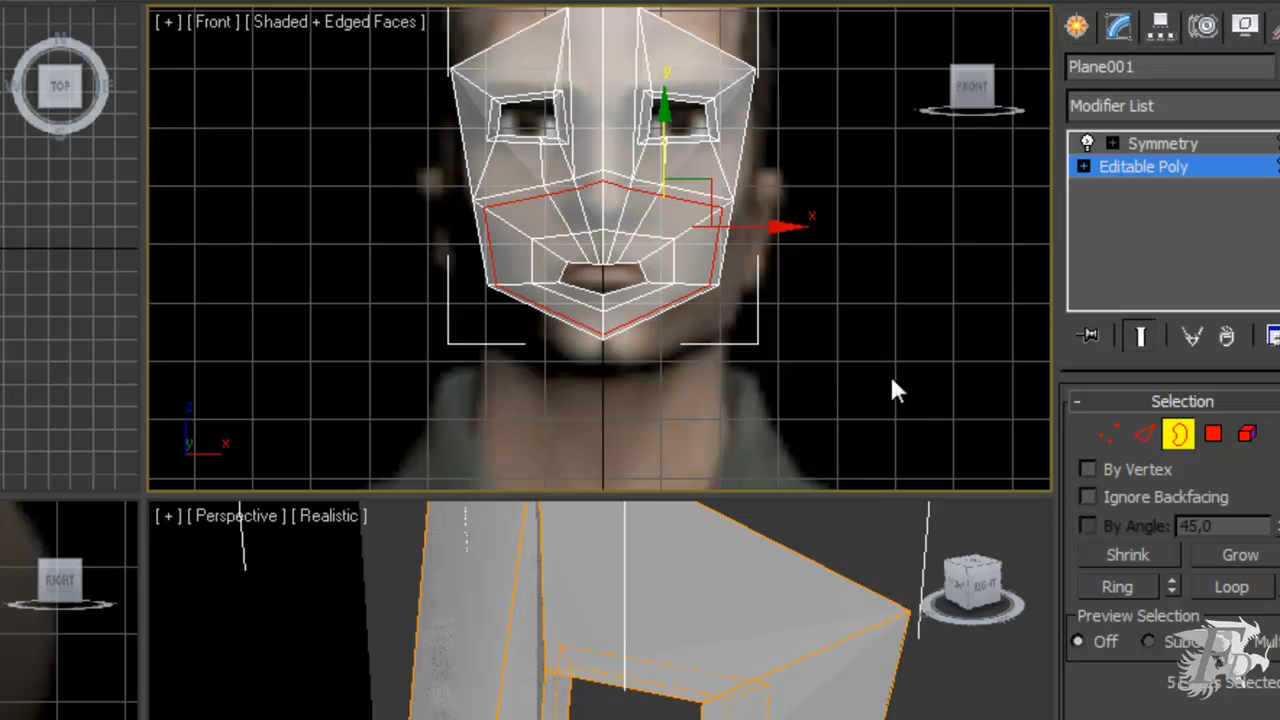 [ + ] [ Front ] [ Shaded + Edged Faces ]
N
TOP
S
y
FRONT
x
z
y
x
Plane001
Modifier List
Symmetry
Editable Poly
Selection
By Vertex
Ignore Backfacing
By Angle: 45,0
Shrink Grow
Ring Loop
Preview Selection
Off
RIGHT
[ + ] [ Perspective ] [ Realistic ]
RIGHT